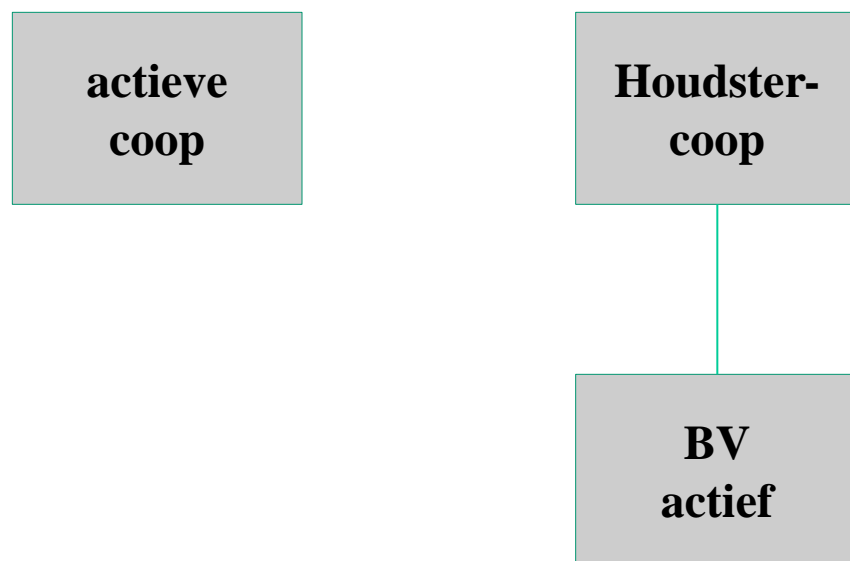 actieve
coop
Houdster-
coop
BV
actief